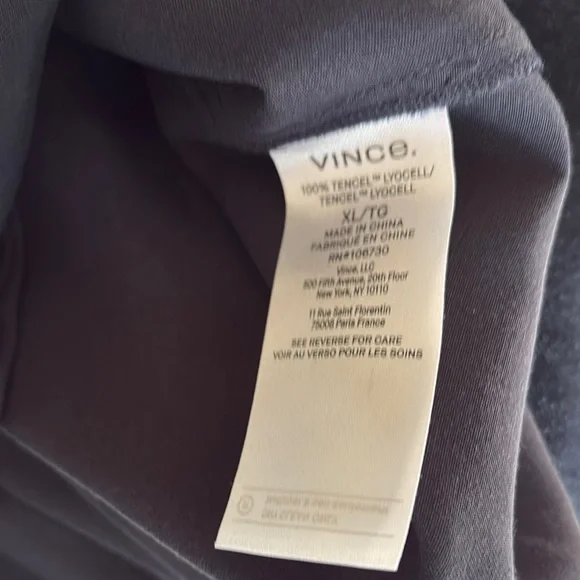 VINCE.
100% TENCEL™ LYOCELL/
TENCEL™ LYOCELL
XL/TG
MADE IN CHINA
FABRIQUÉ EN CHINE
RN#106730
Vince, LLC
500 Fifth Avenue, 20th Floor
New York, NY 10110
11 Rue Saint Florentin
75008 Paris France
SEE REVERSE FOR CARE
VOIR AU VERSO POUR LES SOINS